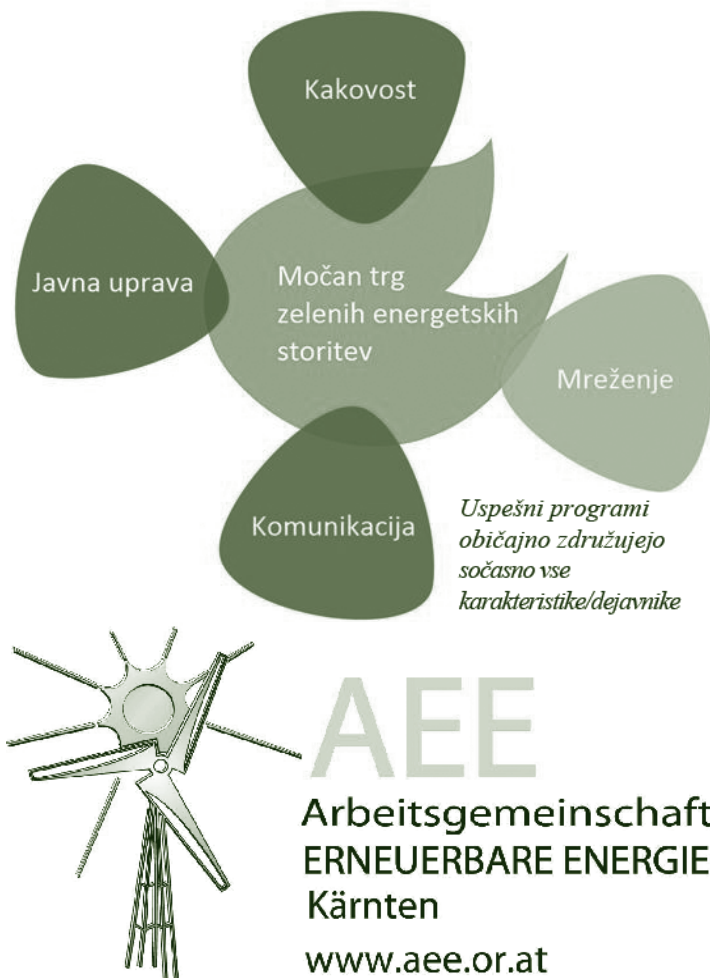 Kakovost
Javna uprava
Močan trg
zelenih energetskih
storitev
Mreženje
Komunikacija
Uspešni programi
običajno združujejo
sočasno vse
karakteristike/dejavnike
AEE
Arbeitsgemeinschaft
ERNEUERBARE ENERGIE
Kärnten
www.aee.or.at